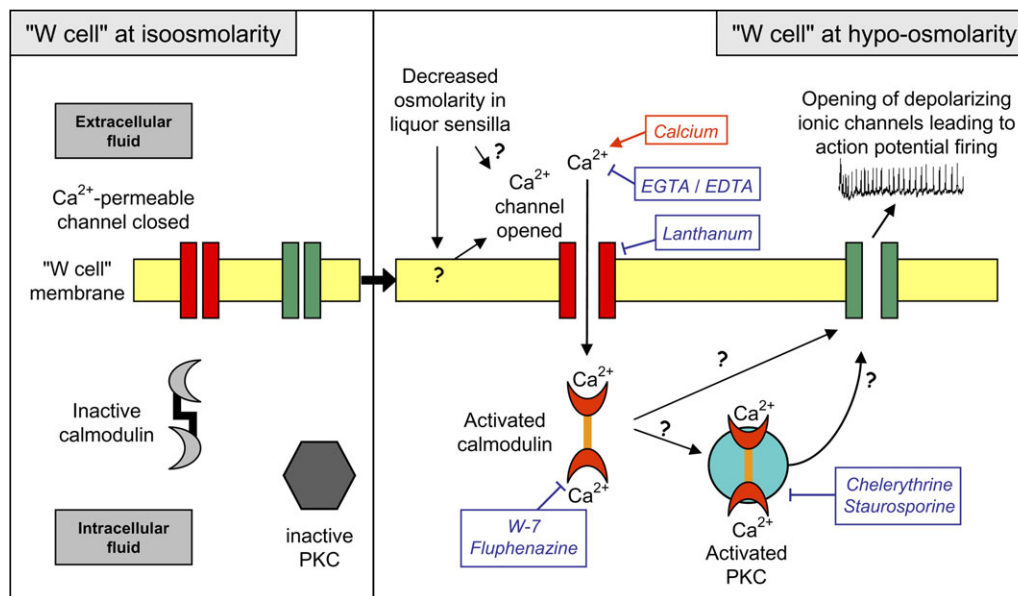 "W cell" at isoosmolarity
Extracellular
fluid
Ca²⁺-permeable
channel closed
"W cell"
membrane
Inactive
calmodulin
inactive
PKC
Intracellular
fluid
"W cell" at hypo-osmolarity
Decreased
osmolarity in
liquor sensilla
?
?
Ca²⁺
channel
opened
Calcium
Ca²⁺
EGTA / EDTA
Lanthanum
Opening of depolarizing
ionic channels leading to
action potential firing
Ca²⁺
Activated
calmodulin
Ca²⁺
W-7
Fluphenazine
?
?
?
Ca²⁺
Ca²⁺
Activated
PKC
Chelerythrine
Staurosporine